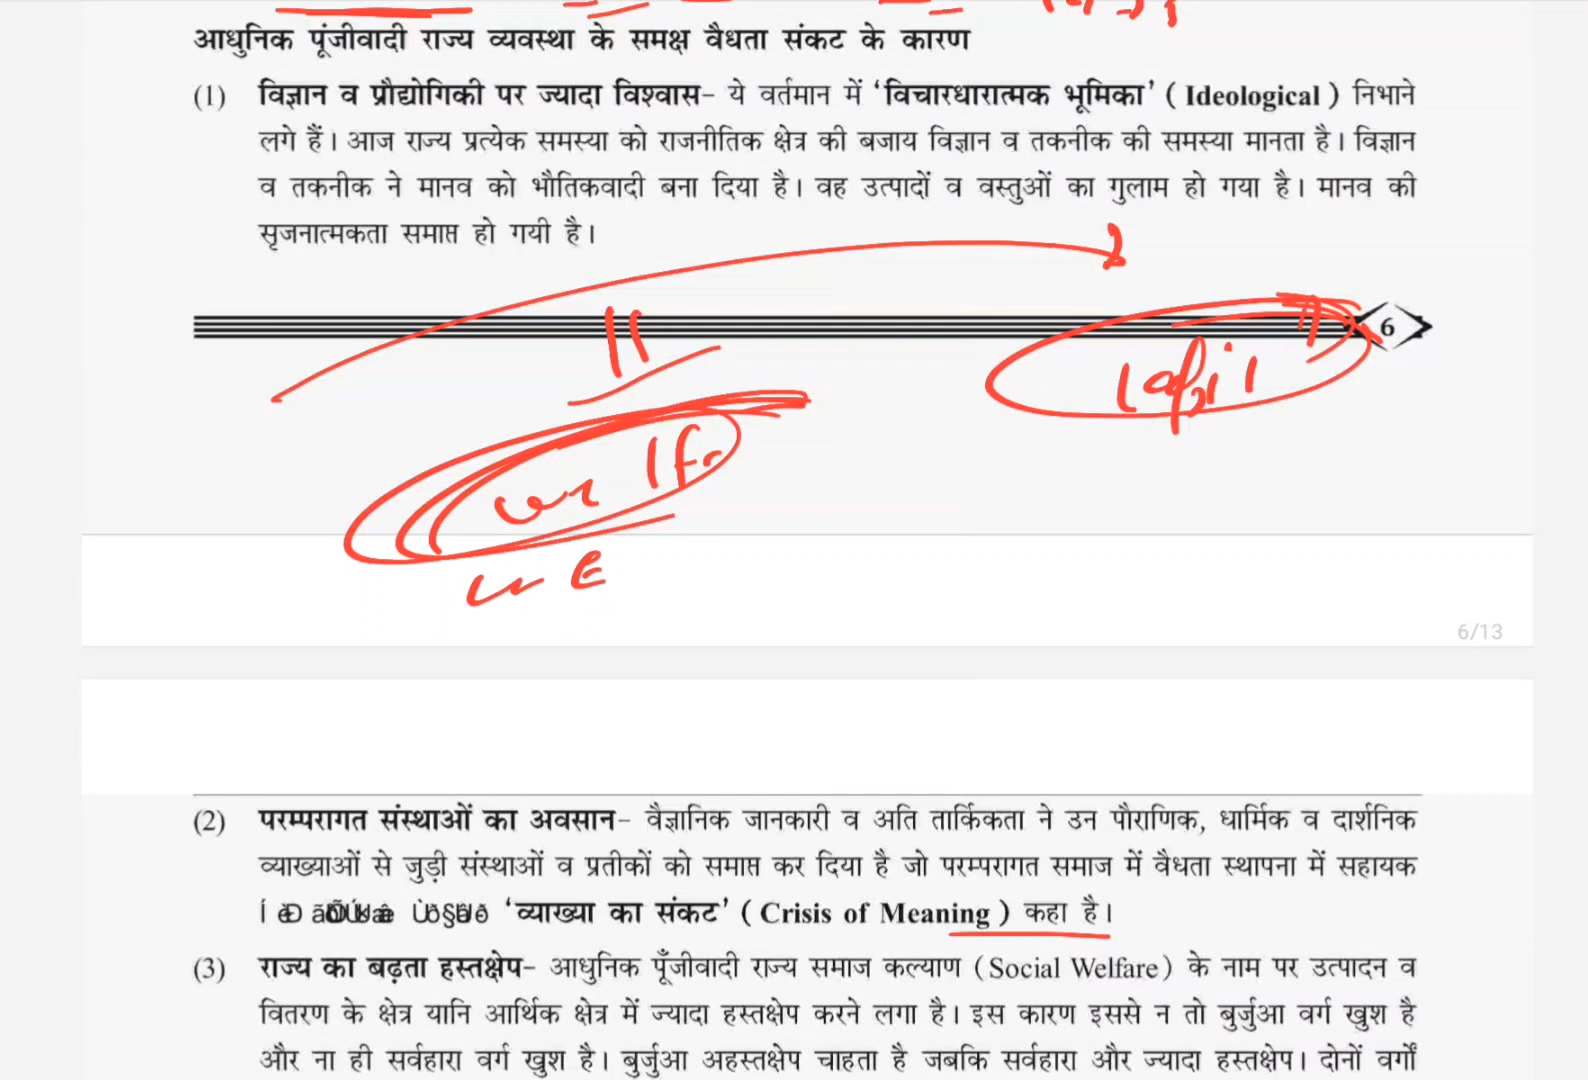 आधुनिक पूंजीवादी राज्य व्यवस्था के समक्ष वैधता संकट के कारण
(1) विज्ञान व प्रौद्योगिकी पर ज्यादा विश्वास- ये वर्तमान में ‘विचारधारात्मक भूमिका’ ( Ideological ) निभाने
लगे हैं। आज राज्य प्रत्येक समस्या को राजनीतिक क्षेत्र की बजाय विज्ञान व तकनीक की समस्या मानता है। विज्ञान
व तकनीक ने मानव को भौतिकवादी बना दिया है। वह उत्पादों व वस्तुओं का गुलाम हो गया है। मानव की
सृजनात्मकता समाप्त हो गयी है।
6
6/13
(2) परम्परागत संस्थाओं का अवसान- वैज्ञानिक जानकारी व अति तार्किकता ने उन पौराणिक, धार्मिक व दार्शनिक
व्याख्याओं से जुड़ी संस्थाओं व प्रतीकों को समाप्त कर दिया है जो परम्परागत समाज में वैधता स्थापना में सहायक
‘व्याख्या का संकट’ ( Crisis of Meaning ) कहा है।
(3) राज्य का बढ़ता हस्तक्षेप- आधुनिक पूँजीवादी राज्य समाज कल्याण (Social Welfare) के नाम पर उत्पादन व
वितरण के क्षेत्र यानि आर्थिक क्षेत्र में ज्यादा हस्तक्षेप करने लगा है। इस कारण इससे न तो बुर्जुआ वर्ग खुश है
और ना ही सर्वहारा वर्ग खुश है। बुर्जुआ अहस्तक्षेप चाहता है जबकि सर्वहारा और ज्यादा हस्तक्षेप। दोनों वर्गों